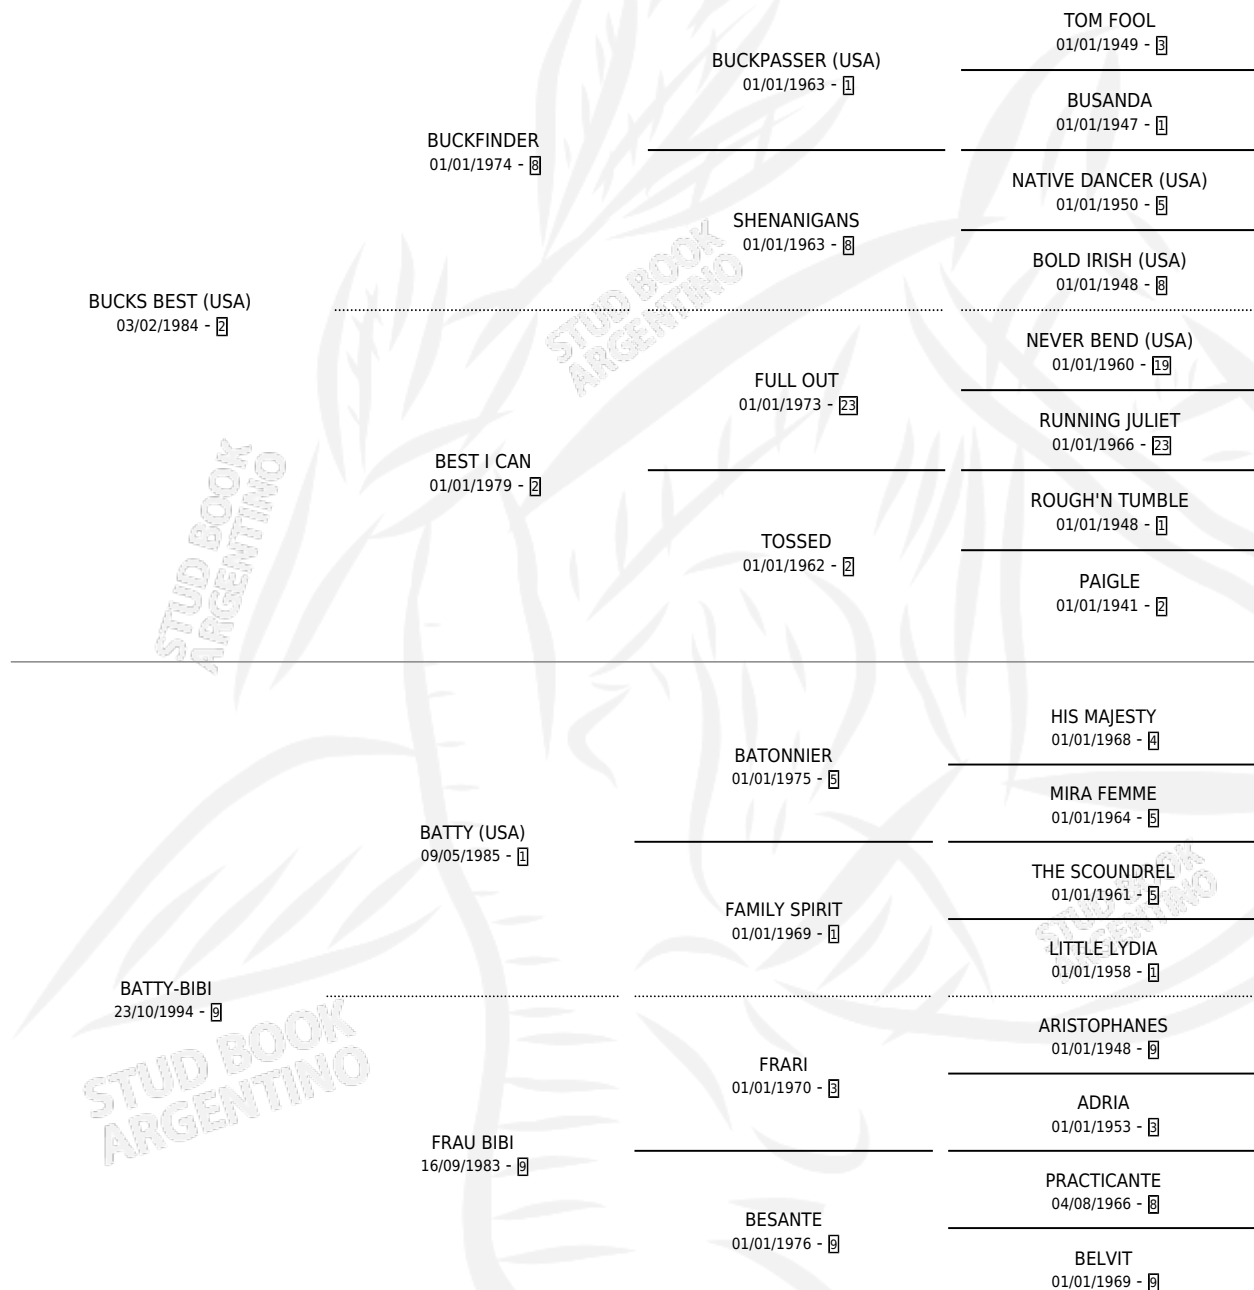 TOM FOOL
01/01/1949 - 3
BUCKPASSER (USA)
01/01/1963 - 1
BUSANDA
01/01/1947 - 1
BUCKFINDER
01/01/1974 - 8
NATIVE DANCER (USA)
01/01/1950 - 5
SHENANIGANS
01/01/1963 - 8
BOLD IRISH (USA)
01/01/1948 - 8
BUCKS BEST (USA)
03/02/1984 - 2
NEVER BEND (USA)
01/01/1960 - 19
FULL OUT
01/01/1973 - 23
RUNNING JULIET
01/01/1966 - 23
BEST I CAN
01/01/1979 - 2
ROUGH'N TUMBLE
01/01/1948 - 1
TOSSED
01/01/1962 - 2
PAIGLE
01/01/1941 - 2
HIS MAJESTY
01/01/1968 - 4
BATONNIER
01/01/1975 - 5
MIRA FEMME
01/01/1964 - 5
BATTY (USA)
09/05/1985 - 1
THE SCOUNDREL
01/01/1961 - 5
FAMILY SPIRIT
01/01/1969 - 1
LITTLE LYDIA
01/01/1958 - 1
BATTY-BIBI
23/10/1994 - 9
ARISTOPHANES
01/01/1948 - 9
FRARI
01/01/1970 - 3
ADRIA
01/01/1953 - 3
FRAU BIBI
16/09/1983 - 9
PRACTICANTE
04/08/1966 - 8
BESANTE
01/01/1976 - 9
BELVIT
01/01/1969 - 9
STUD BOOK
ARGENTINO
STUD BOOK
ARGENTINO
STUD BOOK
ARGENTINO
STUD BOOK
ARGENTINO